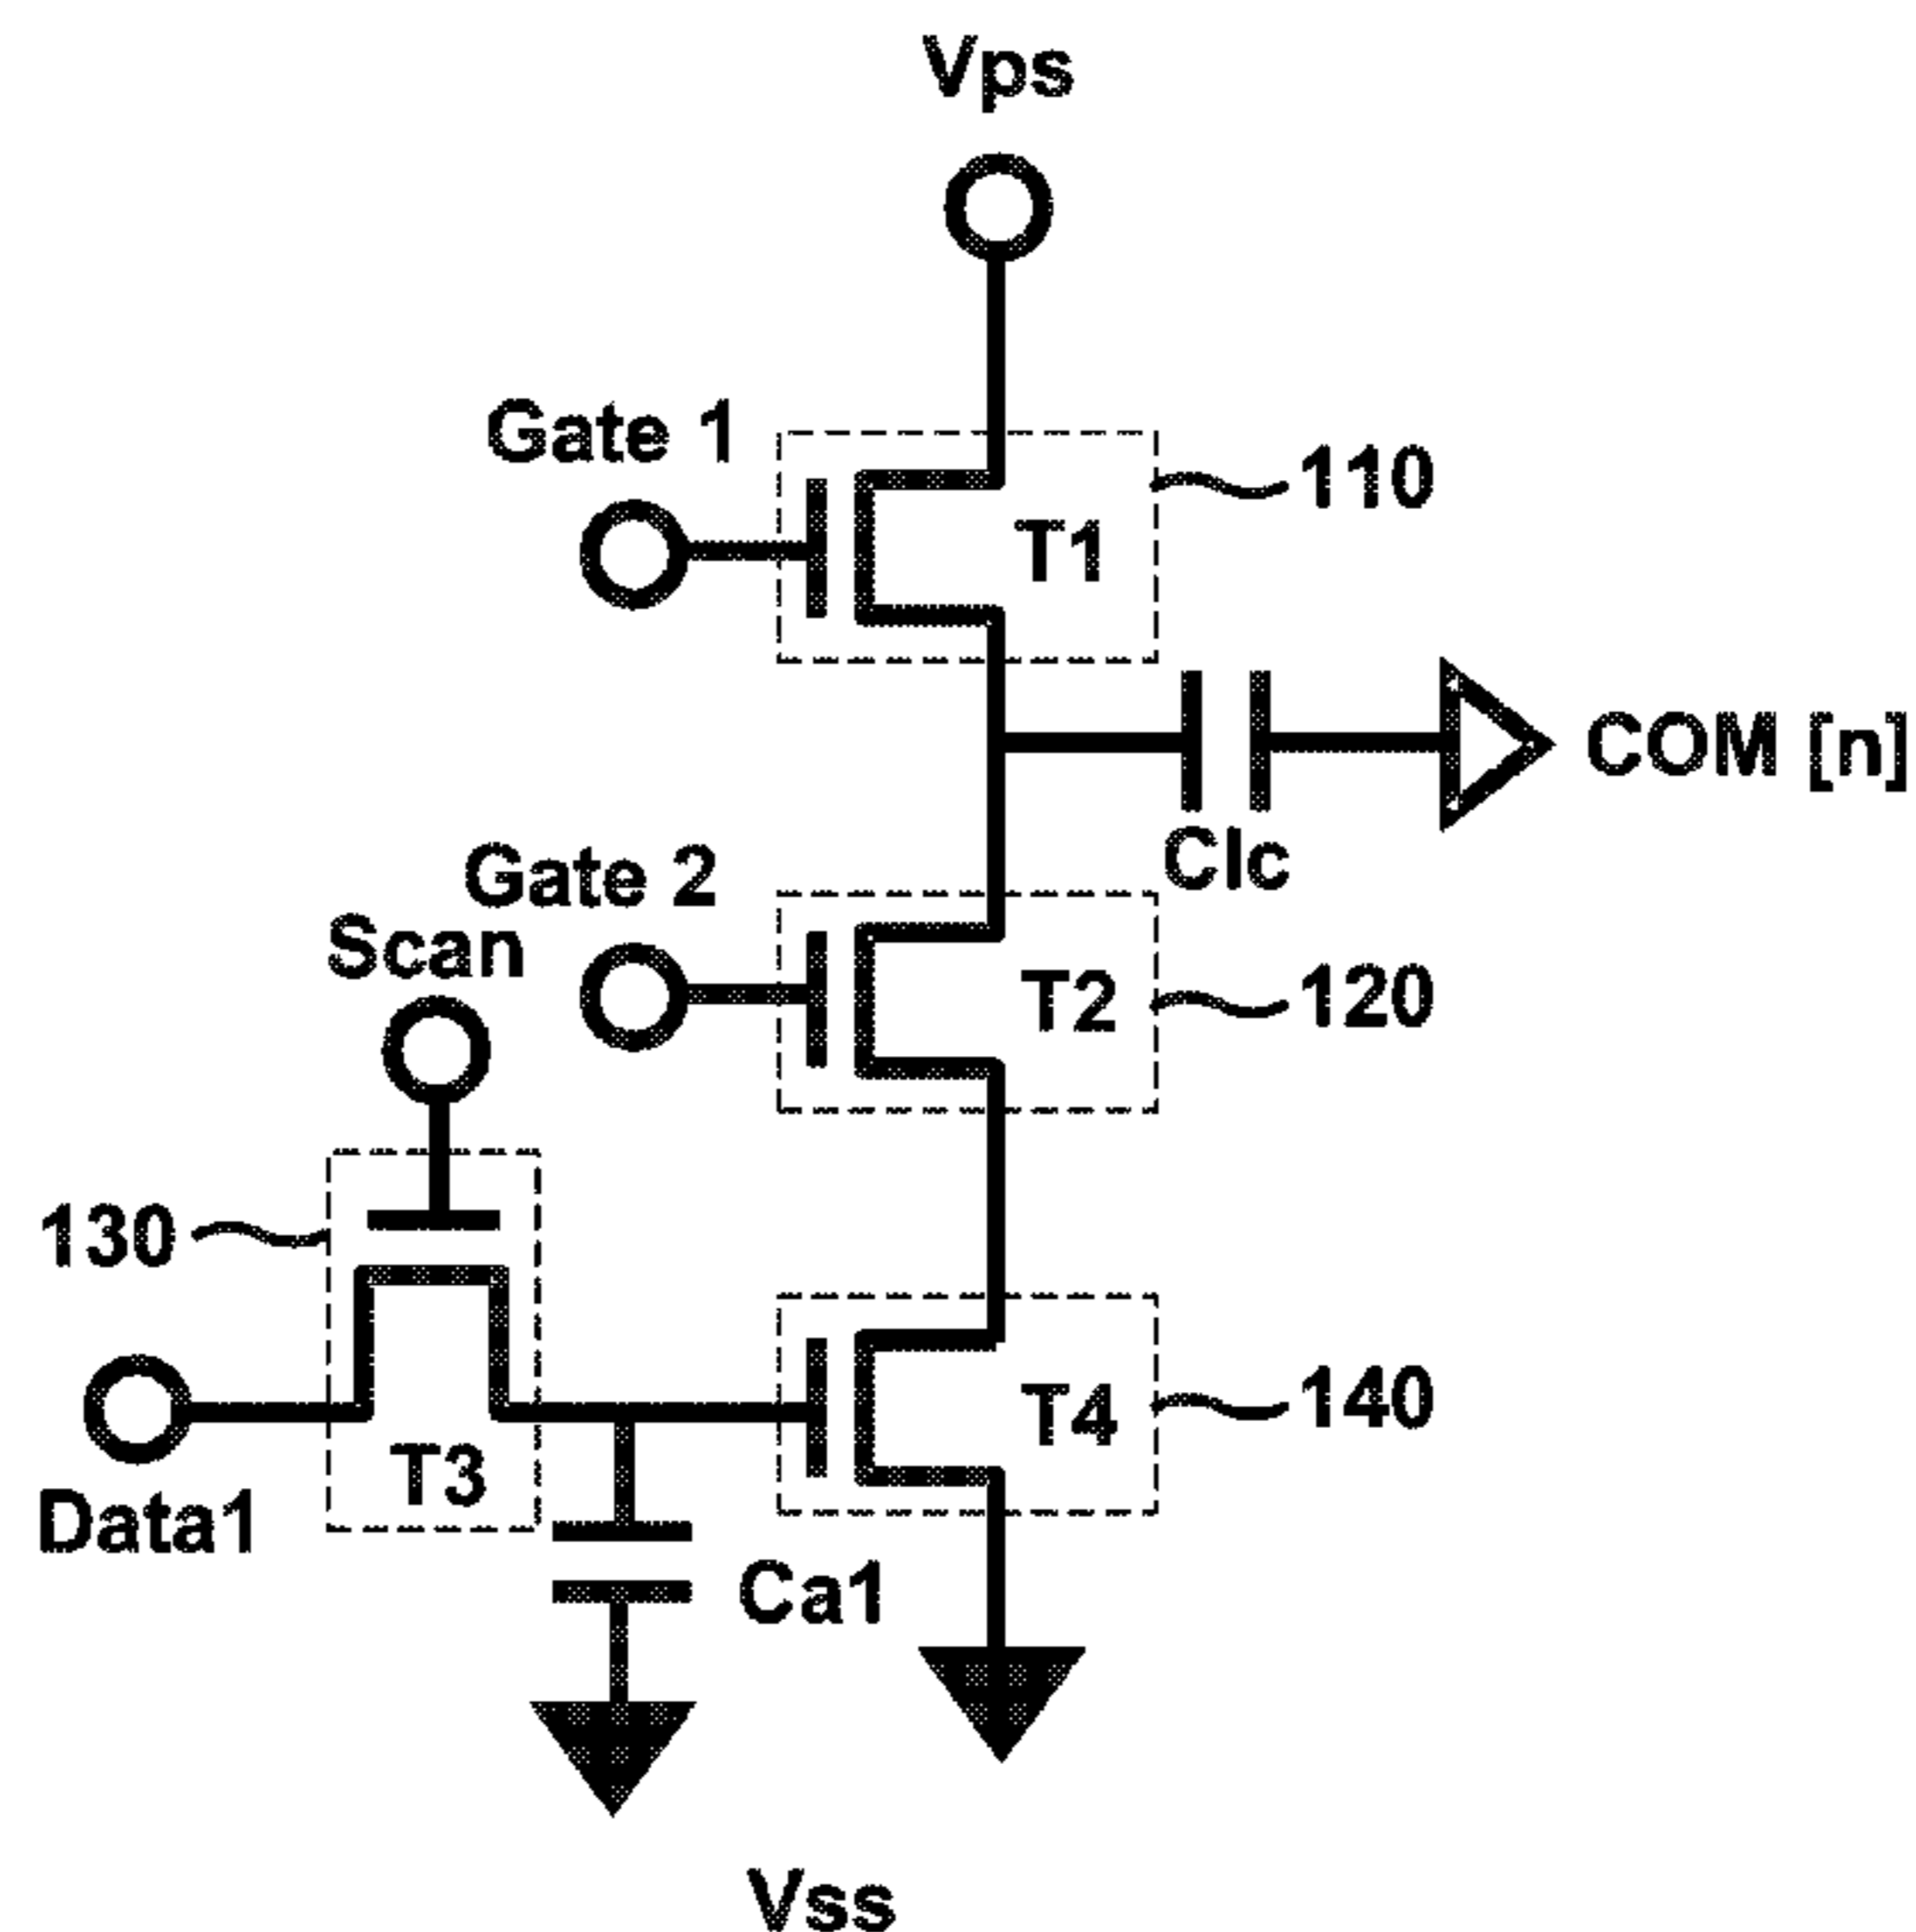 Vps
Gate 1
110
T1
COM [n]
Clc
Gate 2
Scan
T2
120
130
T4
140
T3
Data1
Ca1
Vss